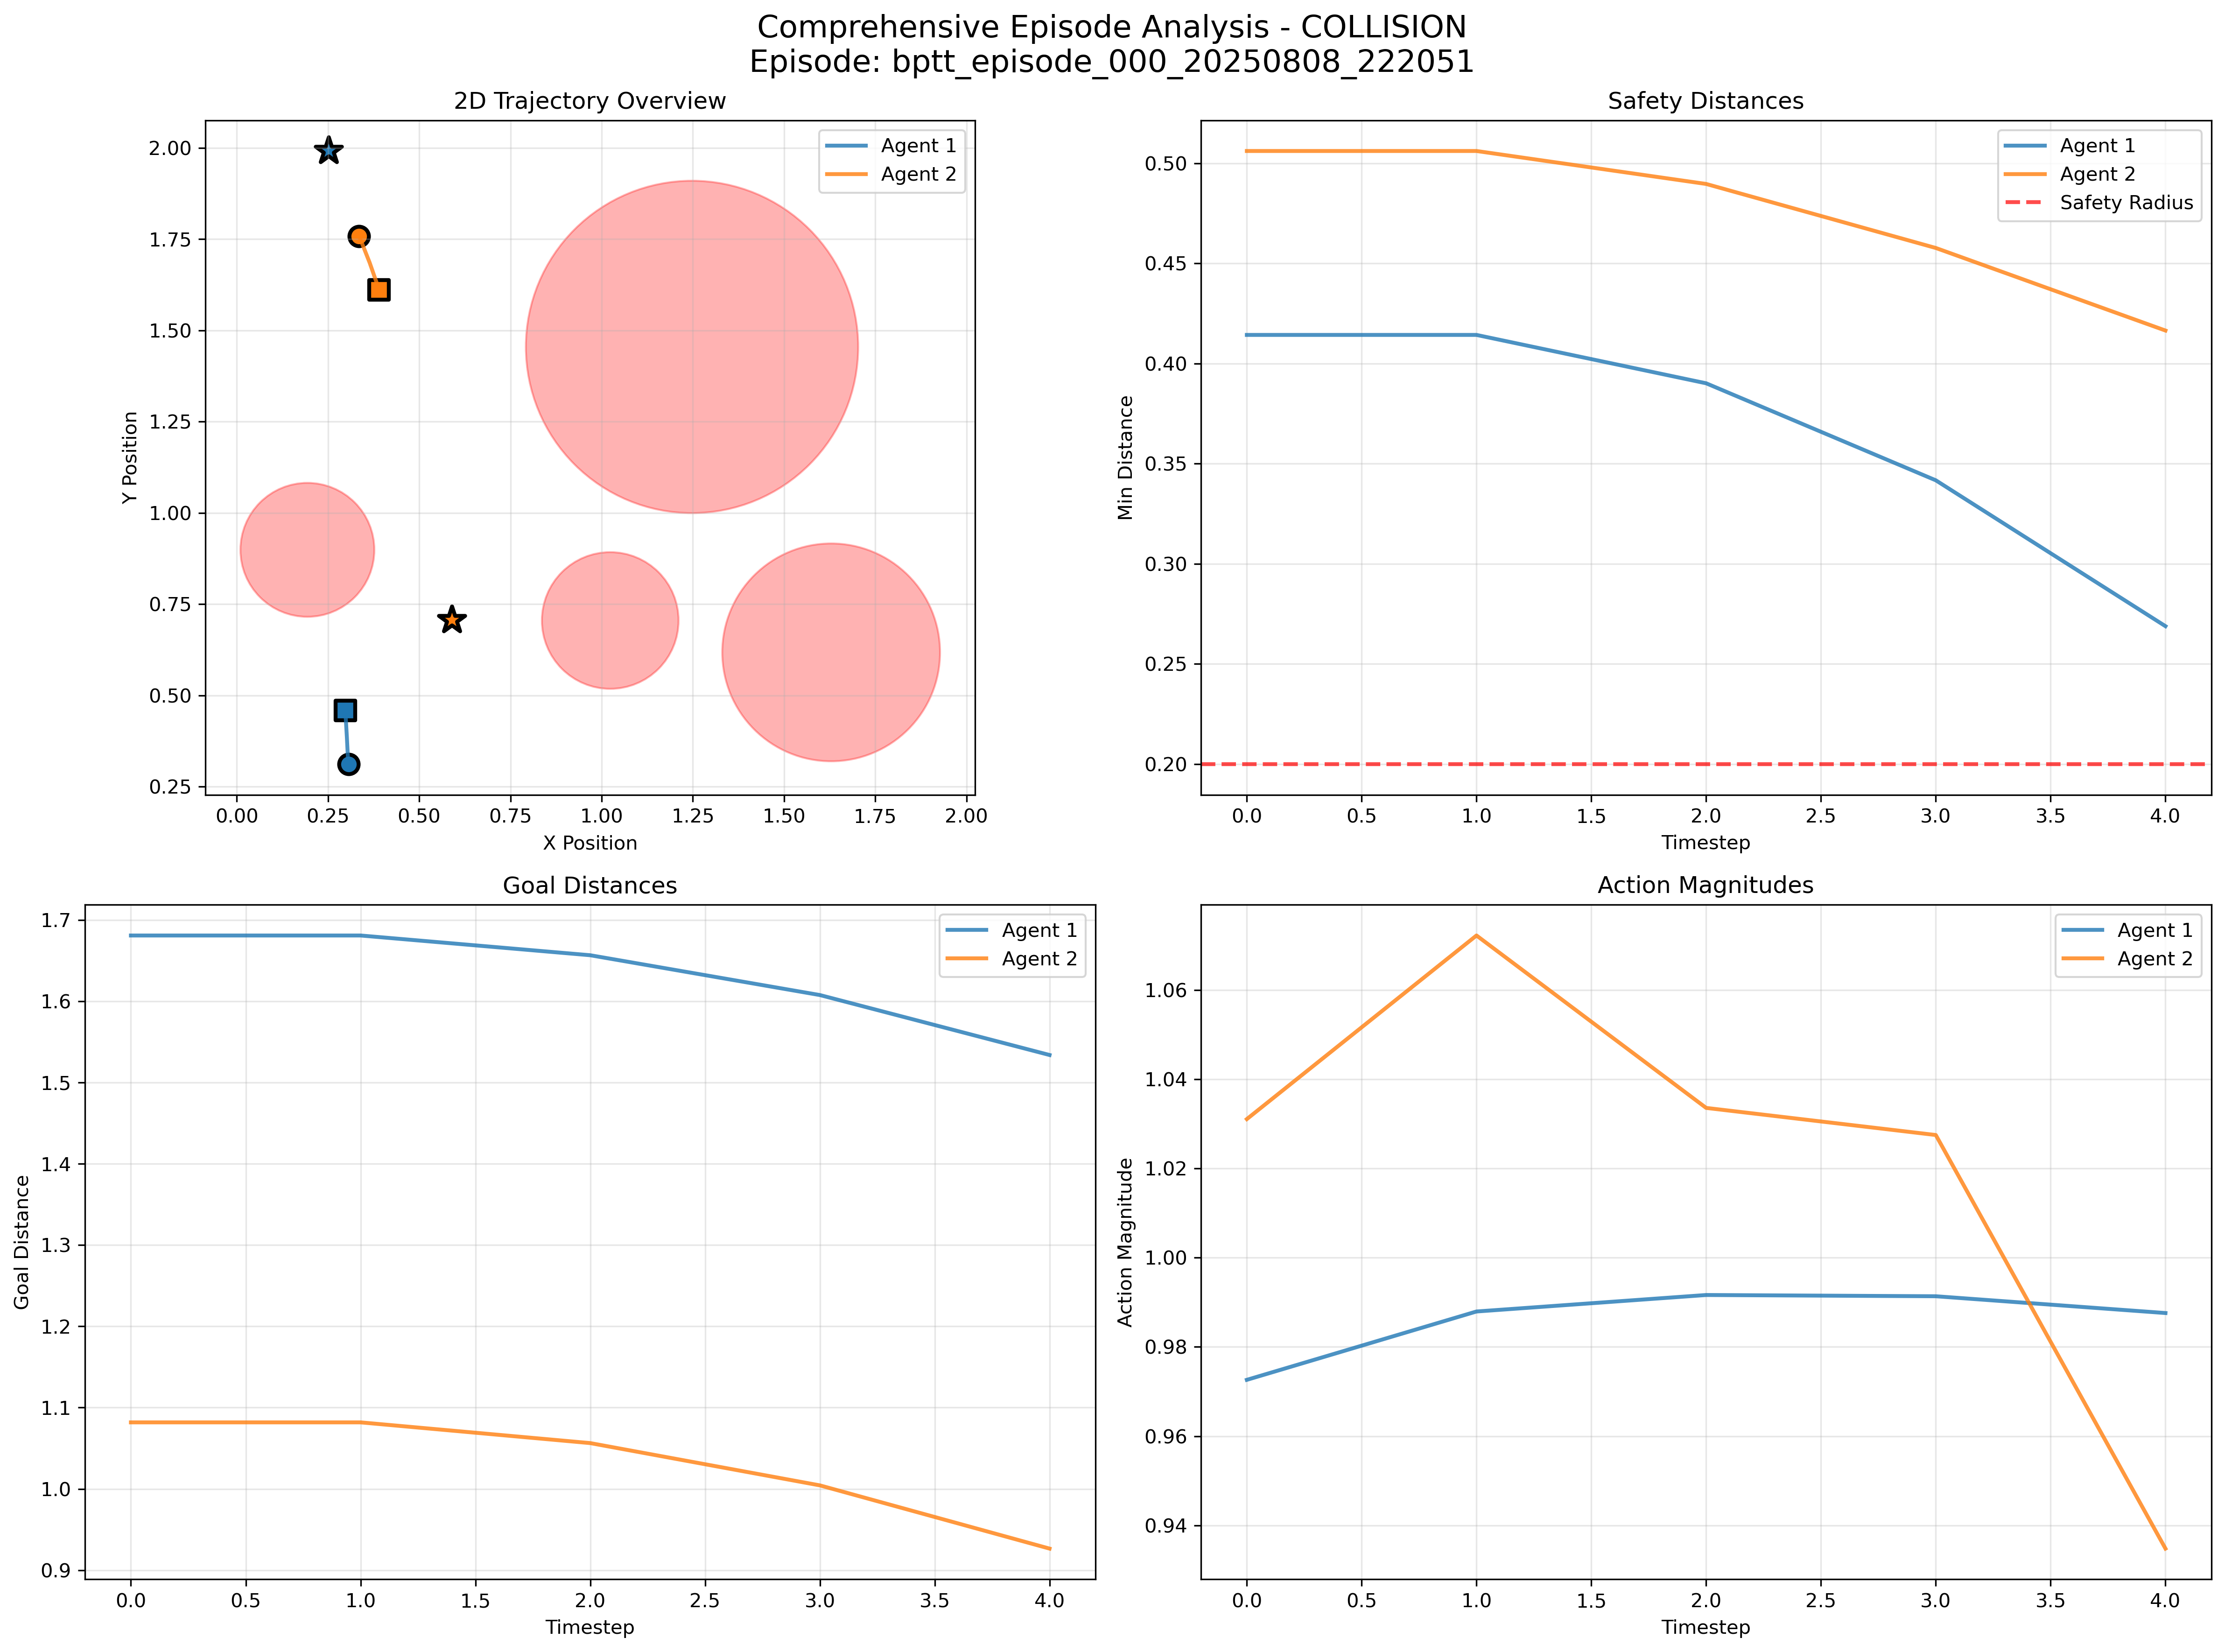 Comprehensive Episode Analysis - COLLISION
Episode: bptt_episode_000_20250808_222051
2D Trajectory Overview
Agent 1
Agent 2
Y Position
2.00
1.75
1.50
1.25
1.00
0.75
0.50
0.25
0.00 0.25 0.50 0.75 1.00 1.25 1.50 1.75 2.00
X Position
Safety Distances
Agent 1
Agent 2
Safety Radius
Min Distance
0.50
0.45
0.40
0.35
0.30
0.25
0.20
0.0 0.5 1.0 1.5 2.0 2.5 3.0 3.5 4.0
Timestep
Goal Distances
Agent 1
Agent 2
Goal Distance
1.7
1.6
1.5
1.4
1.3
1.2
1.1
1.0
0.9
0.0 0.5 1.0 1.5 2.0 2.5 3.0 3.5 4.0
Timestep
Action Magnitudes
Agent 1
Agent 2
Action Magnitude
1.06
1.04
1.02
1.00
0.98
0.96
0.94
0.0 0.5 1.0 1.5 2.0 2.5 3.0 3.5 4.0
Timestep